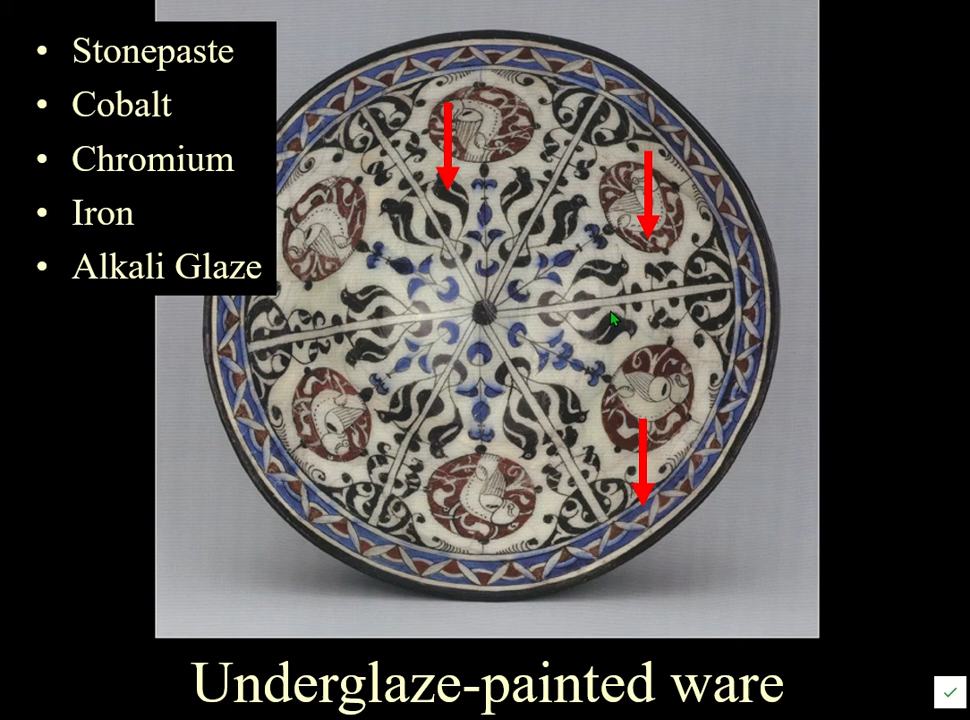 • Stonepaste
• Cobalt
• Chromium
• Iron
• Alkali Glaze
Underglaze-painted ware